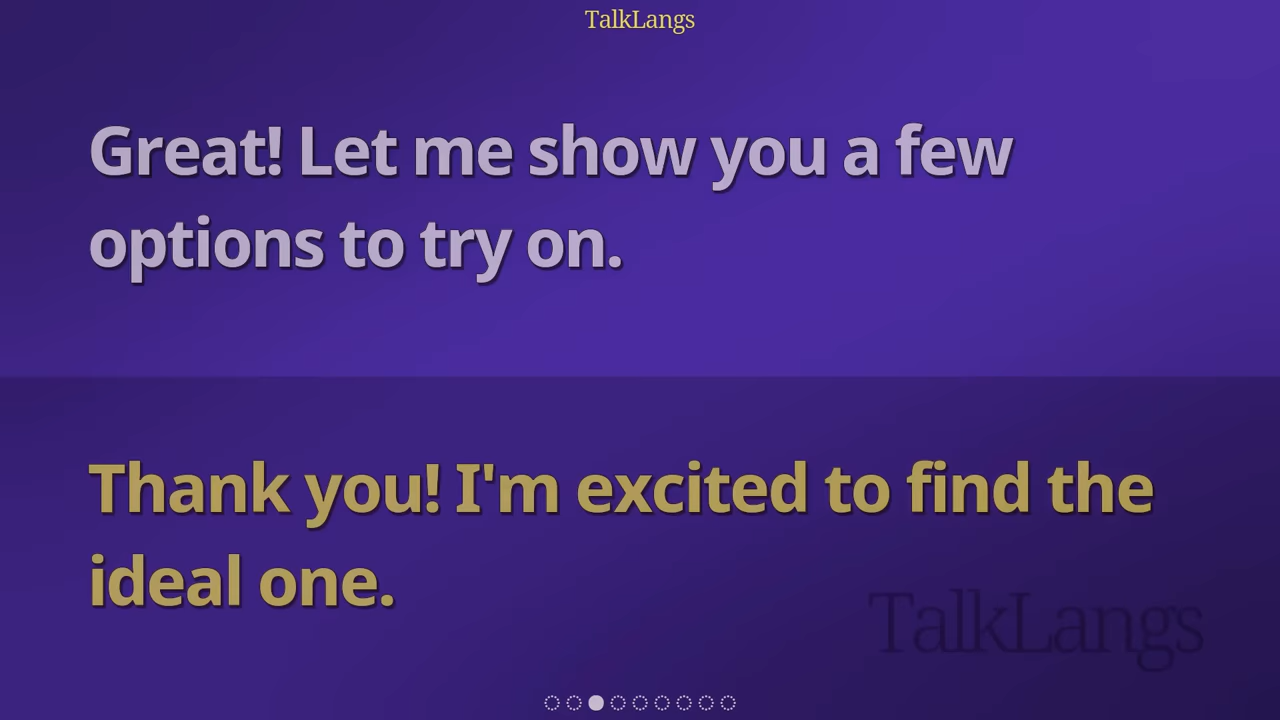 TalkLangs
Great! Let me show you a few
options to try on.
Thank you! I'm excited to find the
ideal one.
TalkLangs